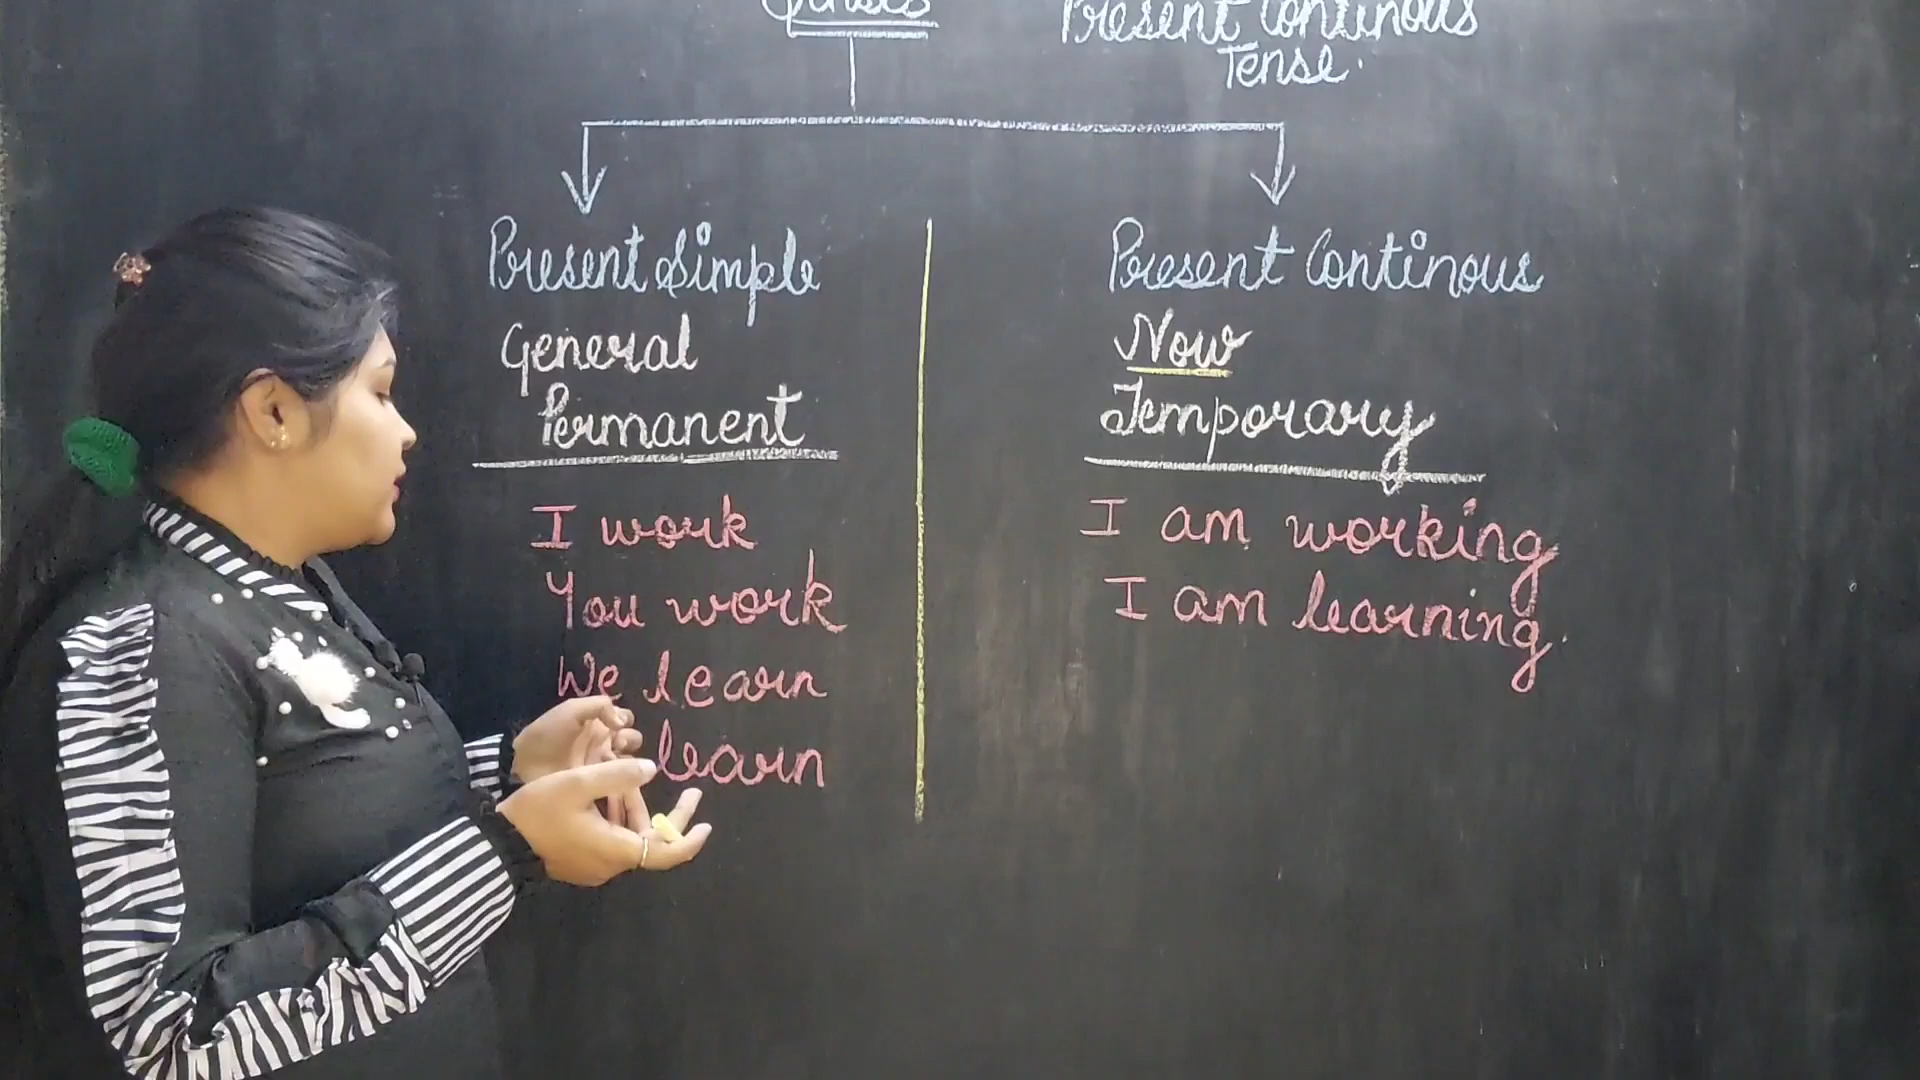 Tenses
Present Continous
Tense.
Present Simple
General
Permanent
I work
You work
We learn
learn
Present Continous
Now
Temporary
I am working
I am learning.